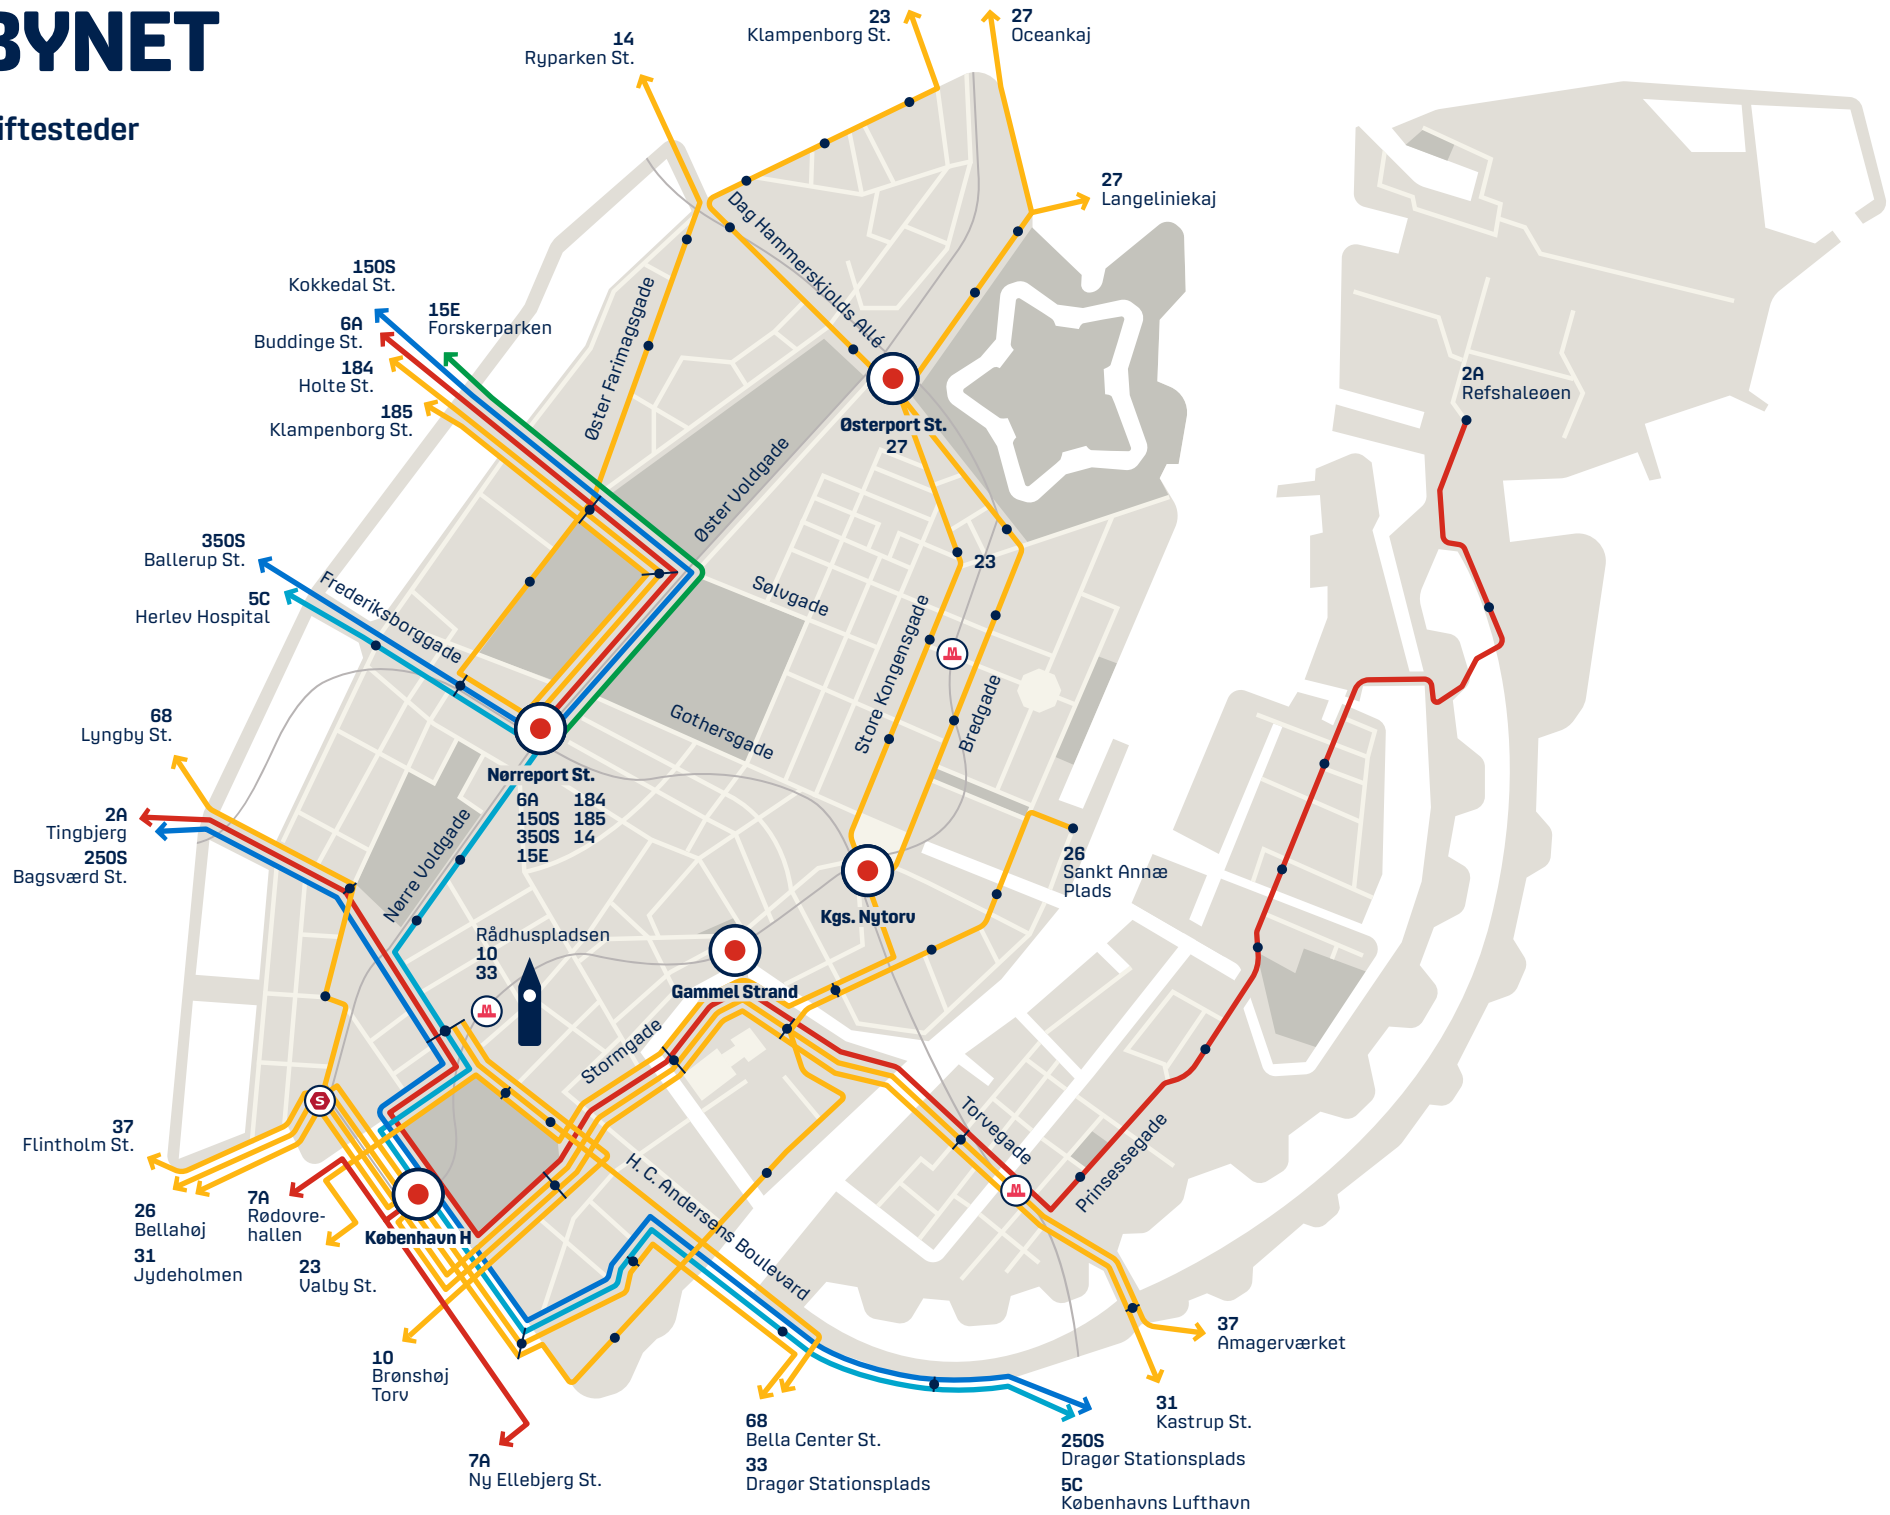 BYNET
iftesteder
23
Klampenborg St.
27
Oceankaj
14
Ryparken St.
27
Langeliniekaj
Dag Hammerskjolds Allé
150S
Kokkedal St.
15E
Forskerparken
6A
Buddinge St.
184
Holte St.
185
Klampenborg St.
Øster Farimagsgade
2A
Refshaleøen
Østerport St.
27
Øster Voldgade
350S
Ballerup St.
5C
Herlev Hospital
Frederiksborggade
Sølvgade
23
Store Kongensgade
M
Bredgade
Gothersgade
68
Lyngby St.
Nørreport St.
6A 184
150S 185
350S 14
15E
2A
Tingbjerg
250S
Bagsværd St.
Nørre Voldgade
26
Sankt Annæ
Plads
Kgs. Nytorv
Rådhuspladsen
10
33
M
Gammel Strand
Stormgade
S
37
Flintholm St.
Torvegade
Prinsessegade
M
26
Bellahøj
31
Jydeholmen
7A
Rødovre-
hallen
København H
23
Valby St.
H. C. Andersens Boulevard
10
Brønshøj
Torv
37
Amagerværket
31
Kastrup St.
7A
Ny Ellebjerg St.
68
Bella Center St.
33
Dragør Stationsplads
250S
Dragør Stationsplads
5C
Københavns Lufthavn